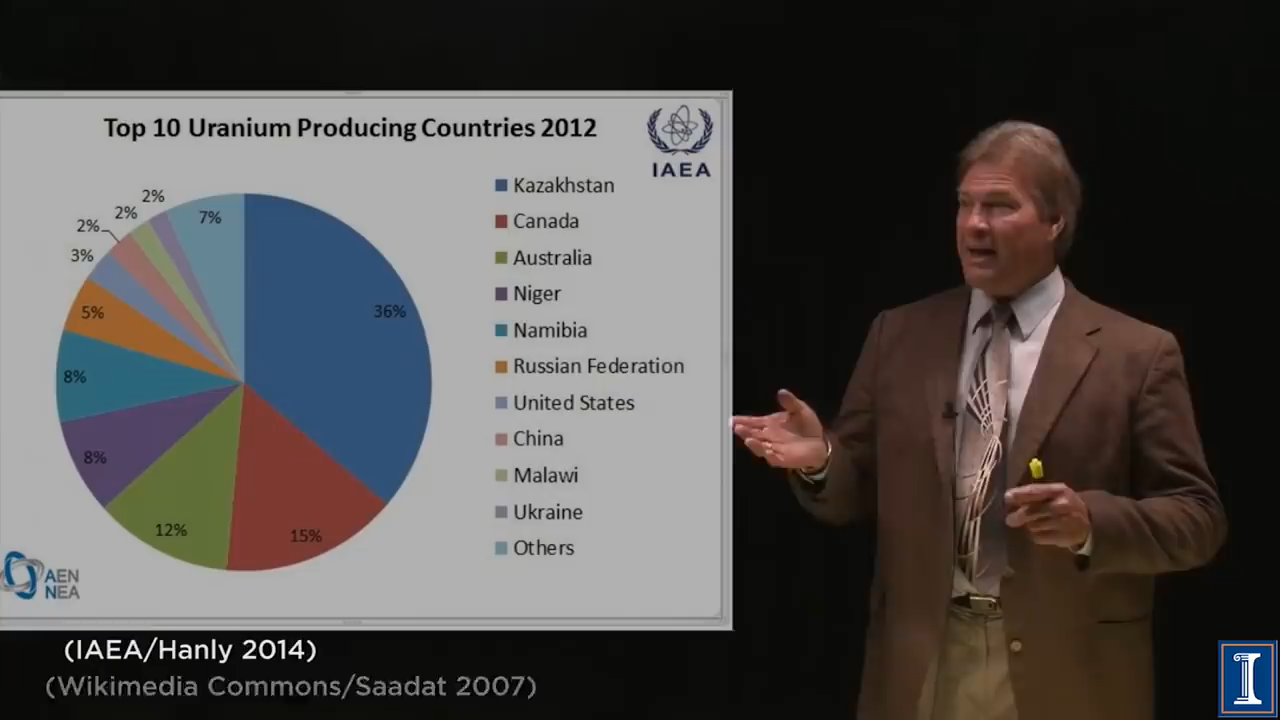 Top 10 Uranium Producing Countries 2012
IAEA
Kazakhstan
Canada
Australia
Niger
Namibia
Russian Federation
United States
China
Malawi
Ukraine
Others
36%
15%
12%
8%
8%
5%
3%
2%
2%
2%
7%
AEN
NEA
(IAEA/Hanly 2014)
(Wikimedia Commons/Saadat 2007)
I